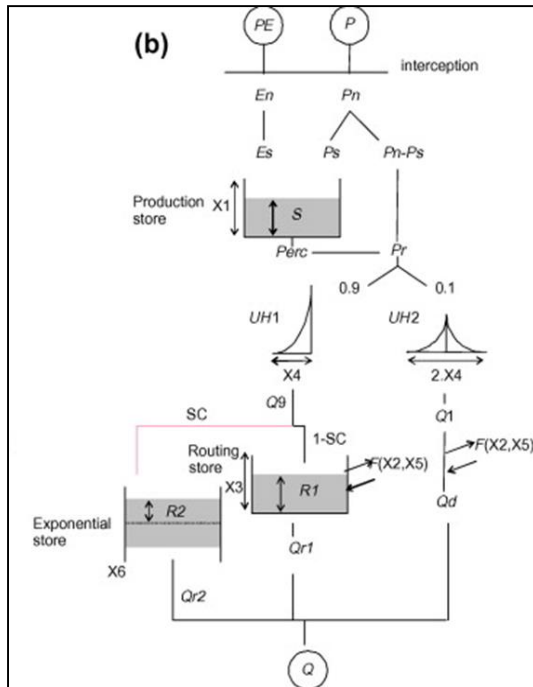 (b)
PE P
interception
En Pn
Es Ps Pn-Ps
Production
store
X1
S
Perc Pr
0.9 0.1
UH1 UH2
X4 2.X4
Q9 Q1
SC 1-SC
Routing
store
F(X2,X5) F(X2,X5)
X3
R1
R2
Qd
Exponential
store
Qr1
X6
Qr2
Q